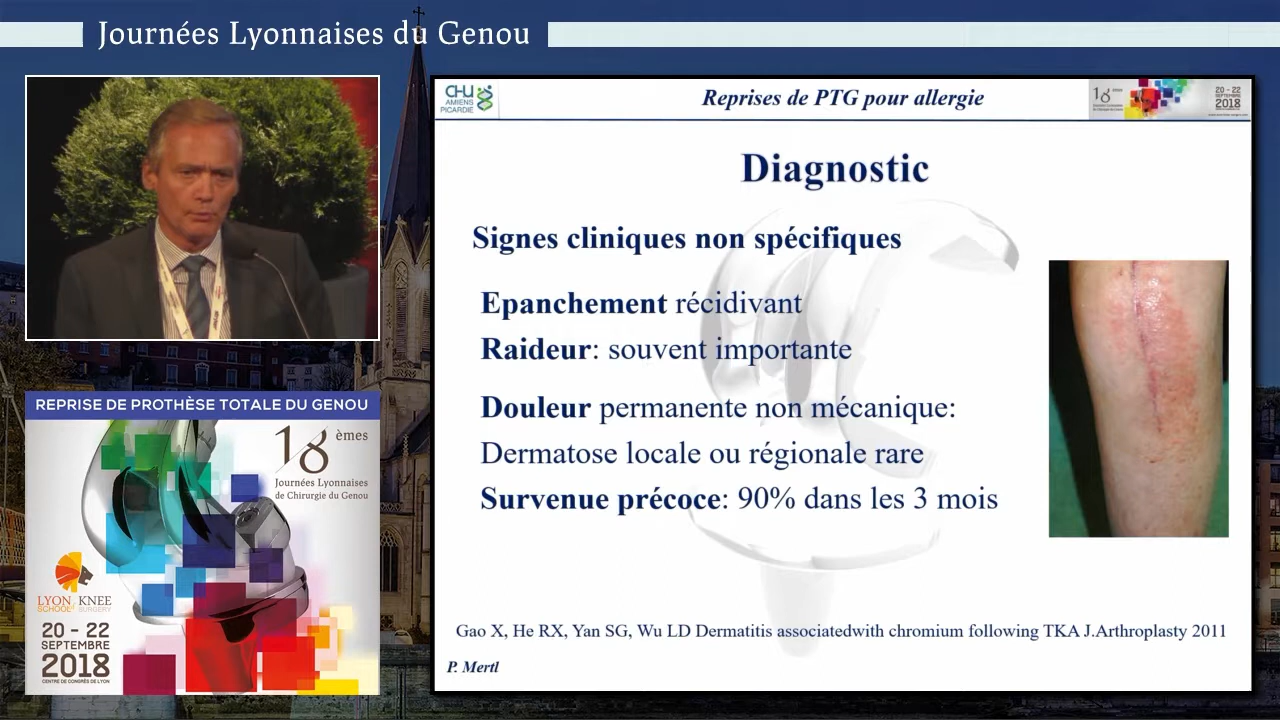 Journées Lyonnaises du Genou
CHU
AMIENS
PICARDIE
Reprises de PTG pour allergie
18 èmes
20 - 22
SEPTEMBRE
2018
Diagnostic
Signes cliniques non spécifiques
Epanchement récidivant
Raideur: souvent importante
Douleur permanente non mécanique:
Dermatose locale ou régionale rare
Survenue précoce: 90% dans les 3 mois
Gao X, He RX, Yan SG, Wu LD Dermatitis associatedwith chromium following TKA J.Arthroplasty 2011
P. Mertl
REPRISE DE PROTHÈSE TOTALE DU GENOU
18 èmes
Journées Lyonnaises
de Chirurgie du Genou
LYON KNEE
SCHOOL SURGERY
20 - 22
SEPTEMBRE
2018
CENTRE DE CONGRÈS DE LYON